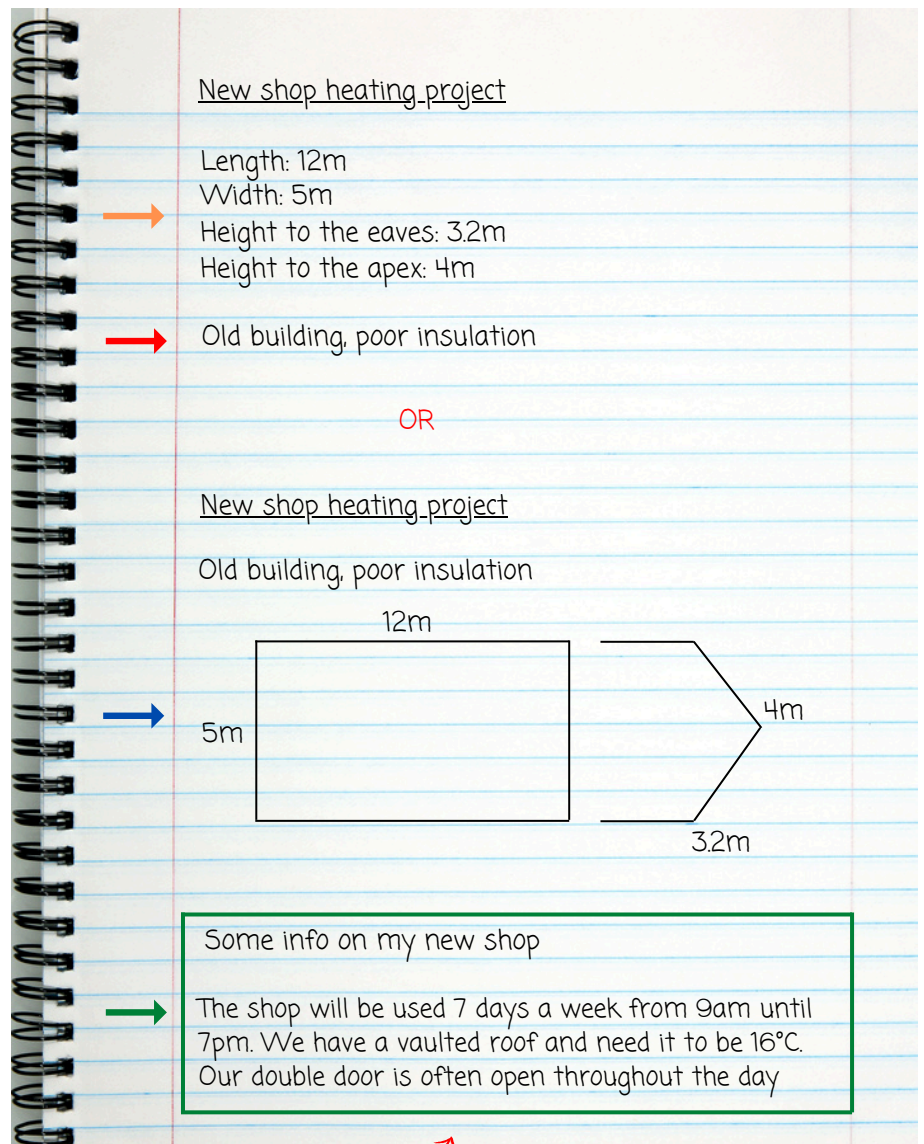 New shop heating project
Length: 12m
Width: 5m
Height to the eaves: 3.2m
Height to the apex: 4m
Old building, poor insulation
OR
New shop heating project
Old building, poor insulation
12m
5m
4m
3.2m
Some info on my new shop
The shop will be used 7 days a week from 9am until
7pm. We have a vaulted roof and need it to be 16°C.
Our double door is often open throughout the day